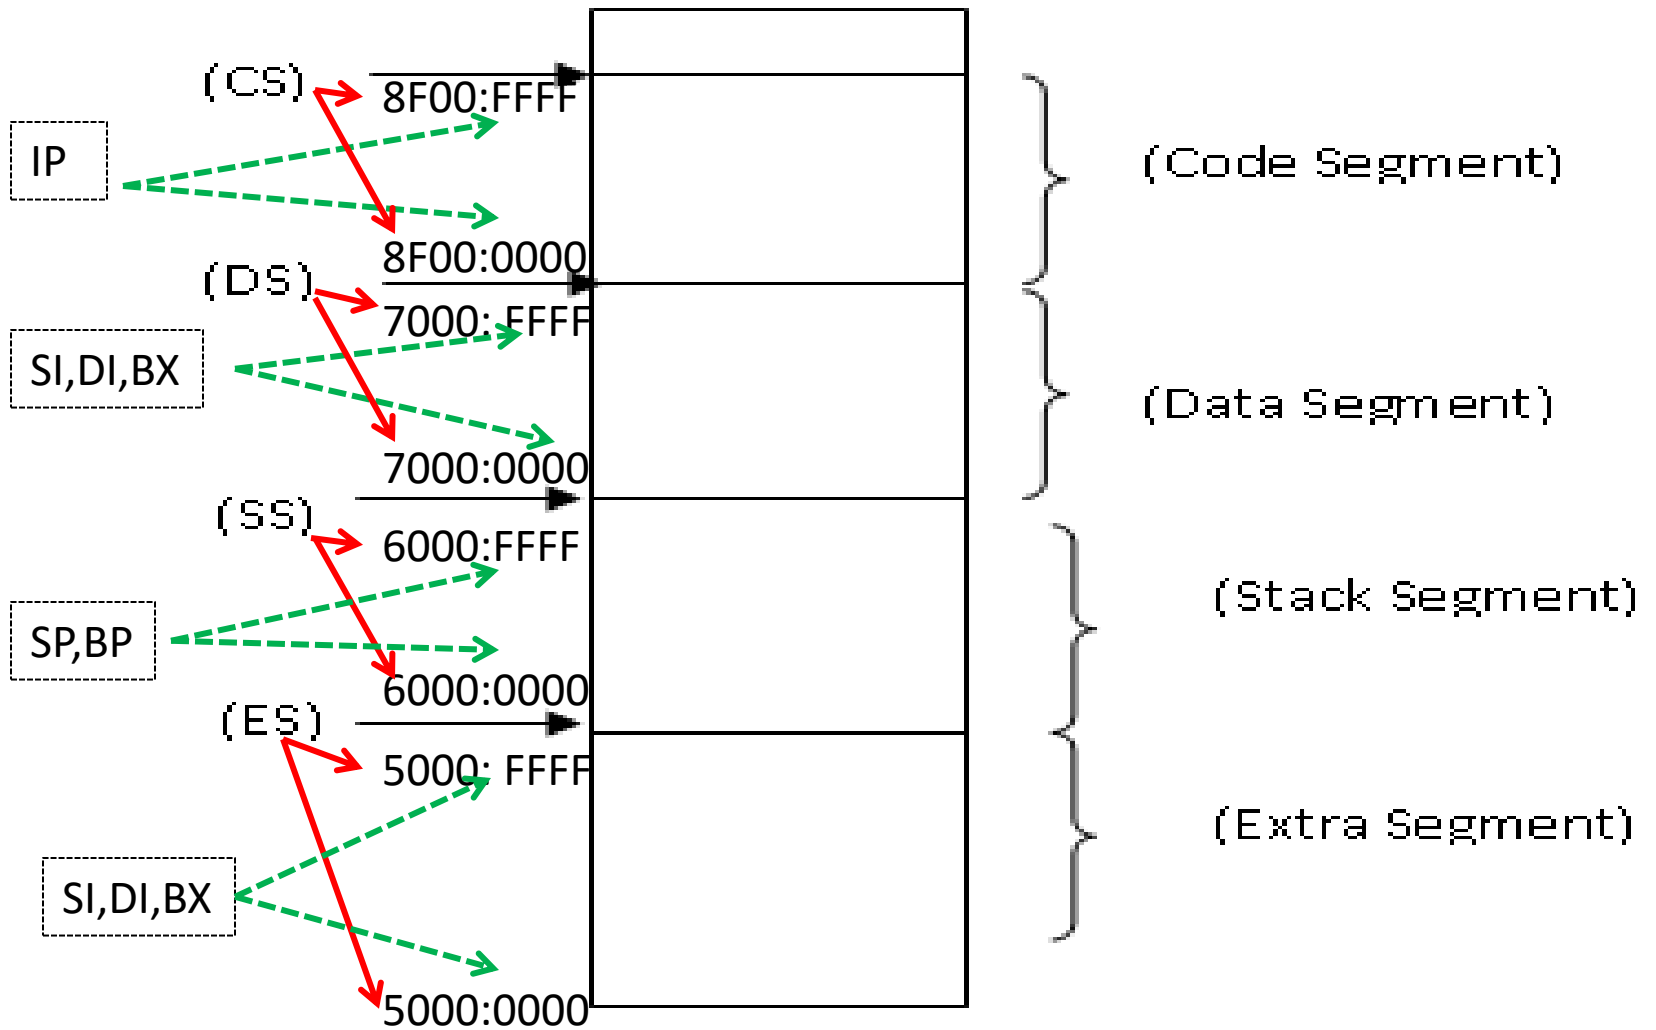 (CS)
8F00:FFFF
IP
(Code Segment)
8F00:0000
(DS)
7000: FFFF
SI,DI,BX
(Data Segment)
7000:0000
(SS)
6000:FFFF
(Stack Segment)
SP,BP
6000:0000
(ES)
5000: FFFF
(Extra Segment)
SI,DI,BX
5000:0000